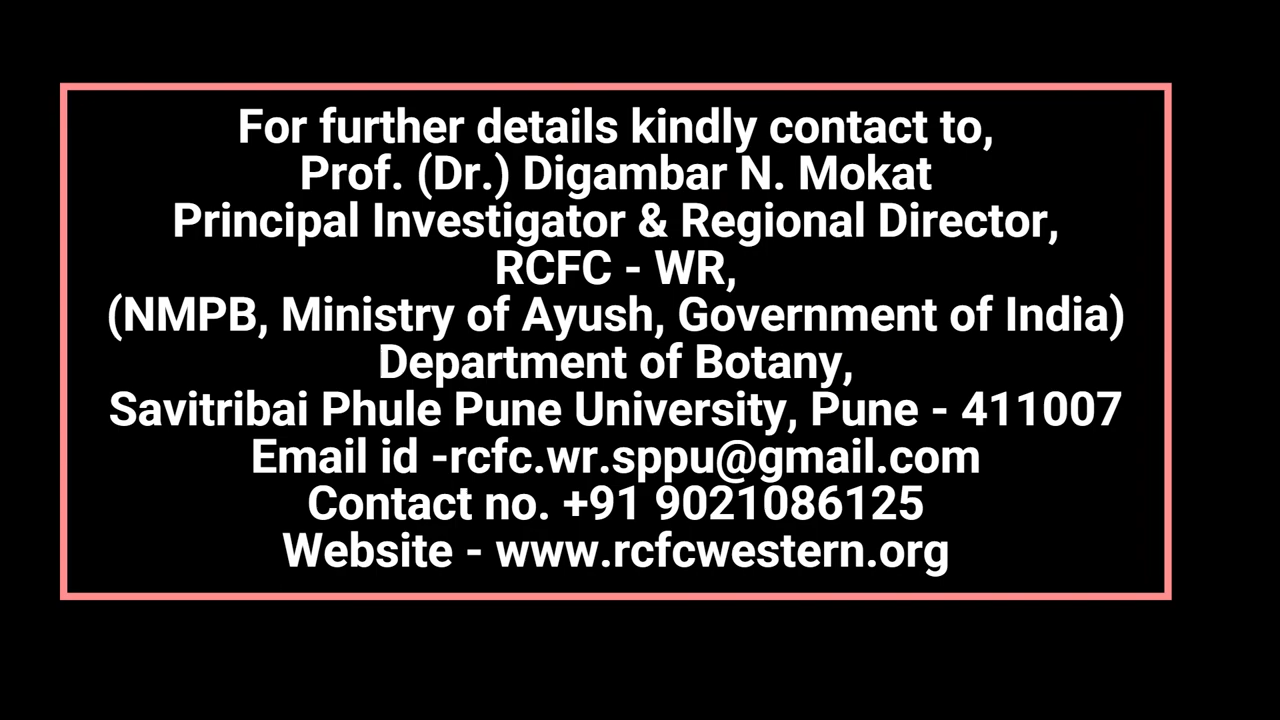 For further details kindly contact to,
Prof. (Dr.) Digambar N. Mokat
Principal Investigator & Regional Director,
RCFC - WR,
(NMPB, Ministry of Ayush, Government of India)
Department of Botany,
Savitribai Phule Pune University, Pune - 411007
Email id -rcfc.wr.sppu@gmail.com
Contact no. +91 9021086125
Website - www.rcfcwestern.org